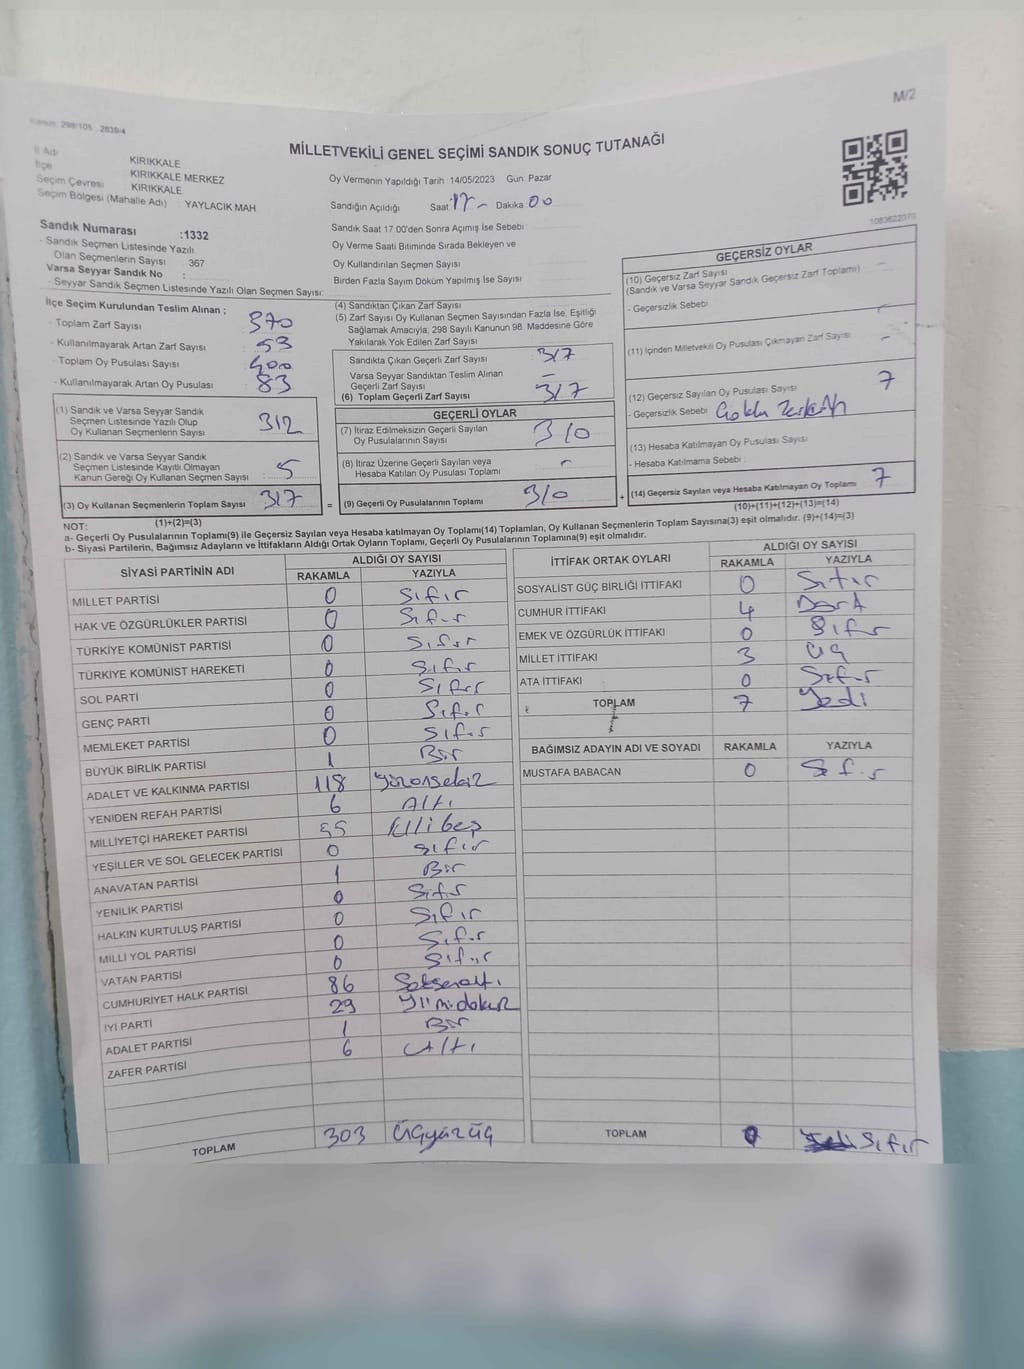 M/2
Kanun: 298/105, 2839/4
MİLLETVEKİLİ GENEL SEÇİMİ SANDIK SONUÇ TUTANAĞI
İl Adı KIRIKKALE
İlçe KIRIKKALE MERKEZ
Seçim Çevresi KIRIKKALE
Seçim Bölgesi (Mahalle Adı) YAYLACIK MAH
Oy Vermenin Yapıldığı Tarih :14/05/2023 Gün: Pazar
Sandığın Açıldığı Saat 17 - Dakika 00
Sandık Saat 17.00'den Sonra Açımış İse Sebebi
Oy Verme Saati Bitiminde Sırada Bekleyen ve
Oy Kullandırılan Seçmen Sayısı
Birden Fazla Sayım Döküm Yapılmış İse Sayısı
1083622070
Sandık Numarası :1332
- Sandık Seçmen Listesinde Yazılı
Olan Seçmenlerin Sayısı 367
Varsa Seyyar Sandık No :
- Seyyar Sandık Seçmen Listesinde Yazılı Olan Seçmen Sayısı:
İlçe Seçim Kurulundan Teslim Alınan ;
- Toplam Zarf Sayısı 370
- Kullanılmayarak Artan Zarf Sayısı 53
- Toplam Oy Pusulası Sayısı 400
- Kullanılmayarak Artan Oy Pusulası 83
(1) Sandık ve Varsa Seyyar Sandık
Seçmen Listesinde Yazılı Olup
Oy Kullanan Seçmenlerin Sayısı 312
(2) Sandık ve Varsa Seyyar Sandık
Seçmen Listesinde Kayıtlı Olmayan
Kanun Gereği Oy Kullanan Seçmen Sayısı : 5
(3) Oy Kullanan Seçmenlerin Toplam Sayısı 317
(1)+(2)=(3)
(4) Sandıktan Çıkan Zarf Sayısı
(5) Zarf Sayısı Oy Kullanan Seçmen Sayısından Fazla İse, Eşitliği
Sağlamak Amacıyla, 298 Sayılı Kanunun 98. Maddesine Göre
Yakılarak Yok Edilen Zarf Sayısı
Sandıkta Çıkan Geçerli Zarf Sayısı 317
Varsa Seyyar Sandıktan Teslim Alınan
Geçerli Zarf Sayısı -
(6) Toplam Geçerli Zarf Sayısı 317
GEÇERLİ OYLAR
(7) İtiraz Edilmeksizin Geçerli Sayılan
Oy Pusulalarının Sayısı 310
(8) İtiraz Üzerine Geçerli Sayılan veya
Hesaba Katılan Oy Pusulası Toplamı -
= (9) Geçerli Oy Pusulalarının Toplamı 310 +
GEÇERSİZ OYLAR
(10) Geçersiz Zarf Sayısı
(Sandık ve Varsa Seyyar Sandık Geçersiz Zarf Toplamı) -
- Geçersizlik Sebebi
(11) İçinden Milletvekili Oy Pusulası Çıkmayan Zarf Sayısı -
(12) Geçersiz Sayılan Oy Pusulası Sayısı 7
- Geçersizlik Sebebi
(13) Hesaba Katılmayan Oy Pusulası Sayısı
- Hesaba Katılmama Sebebi
(14) Geçersiz Sayılan veya Hesaba Katılmayan Oy Toplamı 7
(10)+(11)+(12)+(13)=(14)
NOT:
a- Geçerli Oy Pusulalarının Toplamı(9) ile Geçersiz Sayılan veya Hesaba katılmayan Oy Toplamı(14) Toplamları, Oy Kullanan Seçmenlerin Toplam Sayısına(3) eşit olmalıdır. (9)+(14)=(3)
b- Siyasi Partilerin, Bağımsız Adayların ve İttifakların Aldığı Ortak Oyların Toplamı, Geçerli Oy Pusulalarının Toplamına(9) eşit olmalıdır.
SİYASİ PARTİNİN ADI ALDIĞI OY SAYISI
RAKAMLA YAZIYLA
MİLLET PARTİSİ 0 Sıfır
HAK VE ÖZGÜRLÜKLER PARTİSİ 0 Sıfır
TÜRKİYE KOMÜNİST PARTİSİ 0 Sıfır
TÜRKİYE KOMÜNİST HAREKETİ 0 Sıfır
SOL PARTİ 0 Sıfır
GENÇ PARTİ 0 Sıfır
MEMLEKET PARTİSİ 0 Sıfır
BÜYÜK BİRLİK PARTİSİ 1 Bir
ADALET VE KALKINMA PARTİSİ 118 Yüzonsekiz
YENİDEN REFAH PARTİSİ 6 Altı
MİLLİYETÇİ HAREKET PARTİSİ 55 Ellibeş
YEŞİLLER VE SOL GELECEK PARTİSİ 0 Sıfır
ANAVATAN PARTİSİ 1 Bir
YENİLİK PARTİSİ 0 Sıfır
HALKIN KURTULUŞ PARTİSİ 0 Sıfır
MİLLİ YOL PARTİSİ 0 Sıfır
VATAN PARTİSİ 0 Sıfır
CUMHURİYET HALK PARTİSİ 86 Seksenaltı
İYİ PARTİ 29 Yirmidokuz
ADALET PARTİSİ 1 Bir
ZAFER PARTİSİ 6 Altı
TOPLAM 303 Üçyüzüç
İTTİFAK ORTAK OYLARI ALDIĞI OY SAYISI
RAKAMLA YAZIYLA
SOSYALİST GÜÇ BİRLİĞİ İTTİFAKI 0 Sıfır
CUMHUR İTTİFAKI 4 Dört
EMEK VE ÖZGÜRLÜK İTTİFAKI 0 Sıfır
MİLLET İTTİFAKI 3 Üç
ATA İTTİFAKI 0 Sıfır
TOPLAM 7 Yedi
BAĞIMSIZ ADAYIN ADI VE SOYADI RAKAMLA YAZIYLA
MUSTAFA BABACAN 0 Sıfır
TOPLAM 0 Sıfır